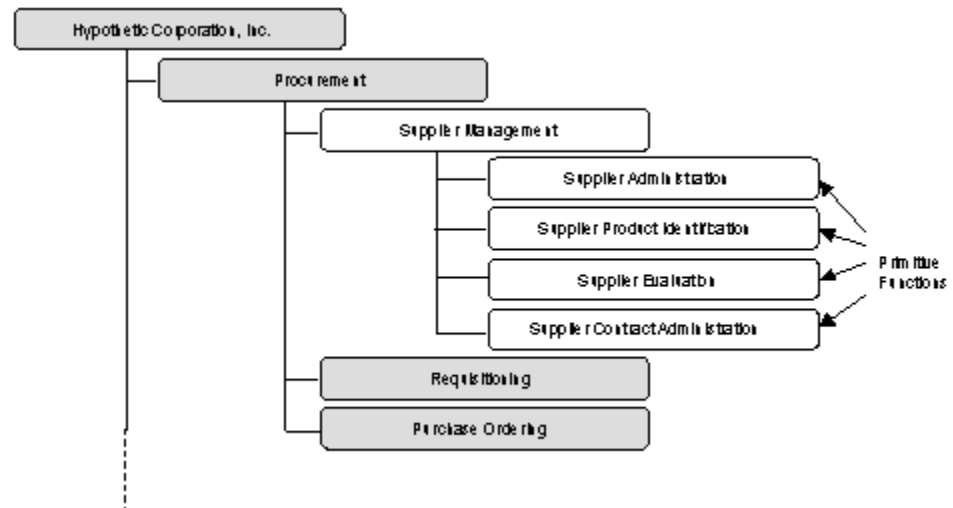 Hypothetic Corporation, Inc.
Procurement
Supplier Management
Supplier Administration
Supplier Product Identification
Supplier Evaluation
Supplier Contract Administration
Primitive
Functions
Requisitioning
Purchase Ordering